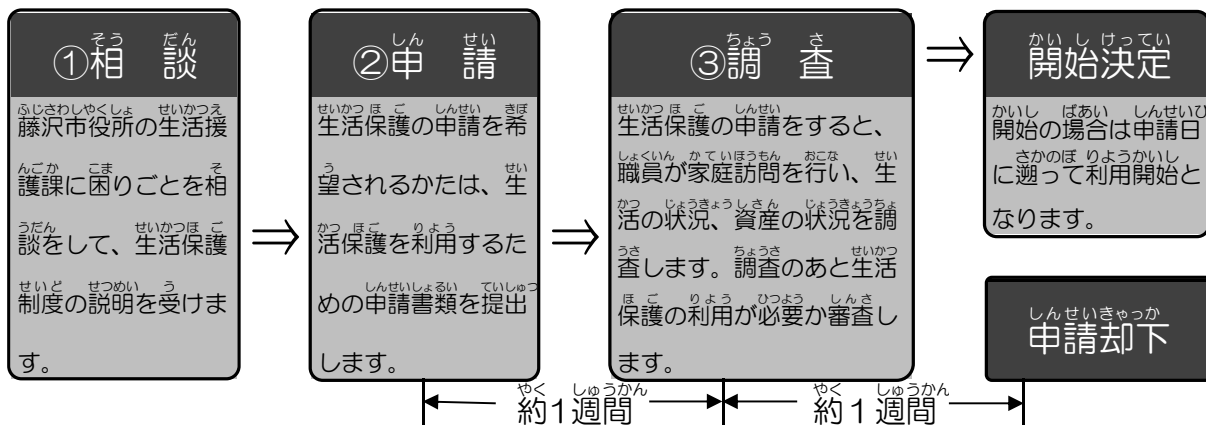 ①相談
藤沢市役所の生活援
護課に困りごとを相
談をして、生活保護
制度の説明を受けま
す。
⇒
②申請
生活保護の申請を希
望されるかたは、生
活保護を利用するた
めの申請書類を提出
します。
⇒
③調査
生活保護の申請をすると、
職員が家庭訪問を行い、生
活の状況、資産の状況を調
査します。調査のあと生活
保護の利用が必要か審査し
ます。
⇒
開始決定
開始の場合は申請日
に遡って利用開始と
なります。
申請却下
約1週間
約1週間